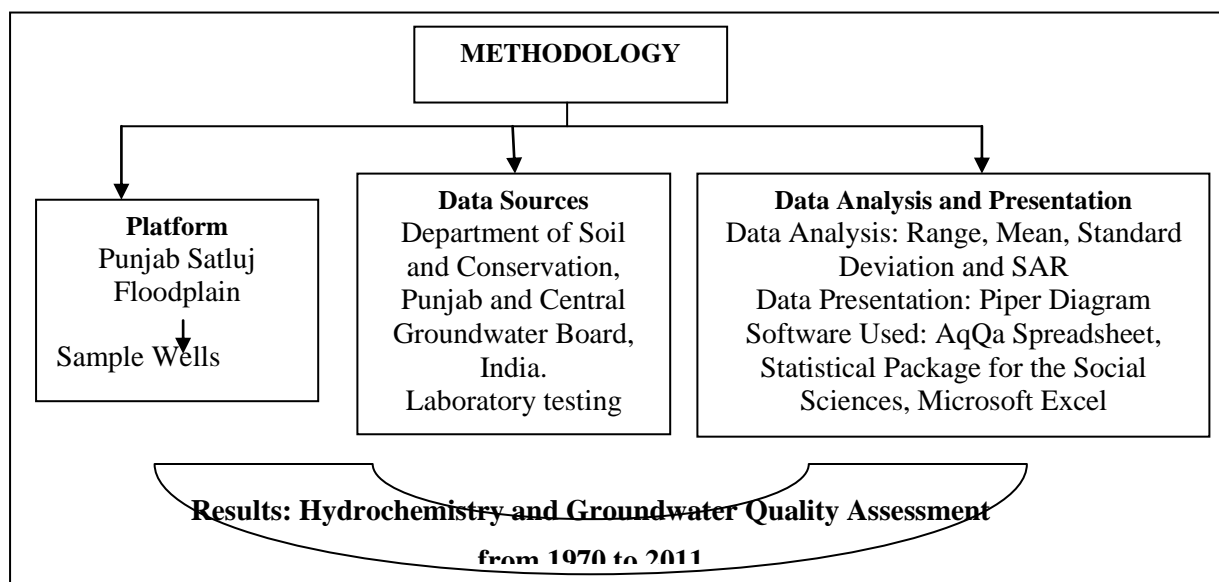 METHODOLOGY
Platform
Punjab Satluj
Floodplain
Sample Wells
Data Sources
Department of Soil
and Conservation,
Punjab and Central
Groundwater Board,
India.
Laboratory testing
Data Analysis and Presentation
Data Analysis: Range, Mean, Standard
Deviation and SAR
Data Presentation: Piper Diagram
Software Used: AqQa Spreadsheet,
Statistical Package for the Social
Sciences, Microsoft Excel
Results: Hydrochemistry and Groundwater Quality Assessment
from 1970 to 2011